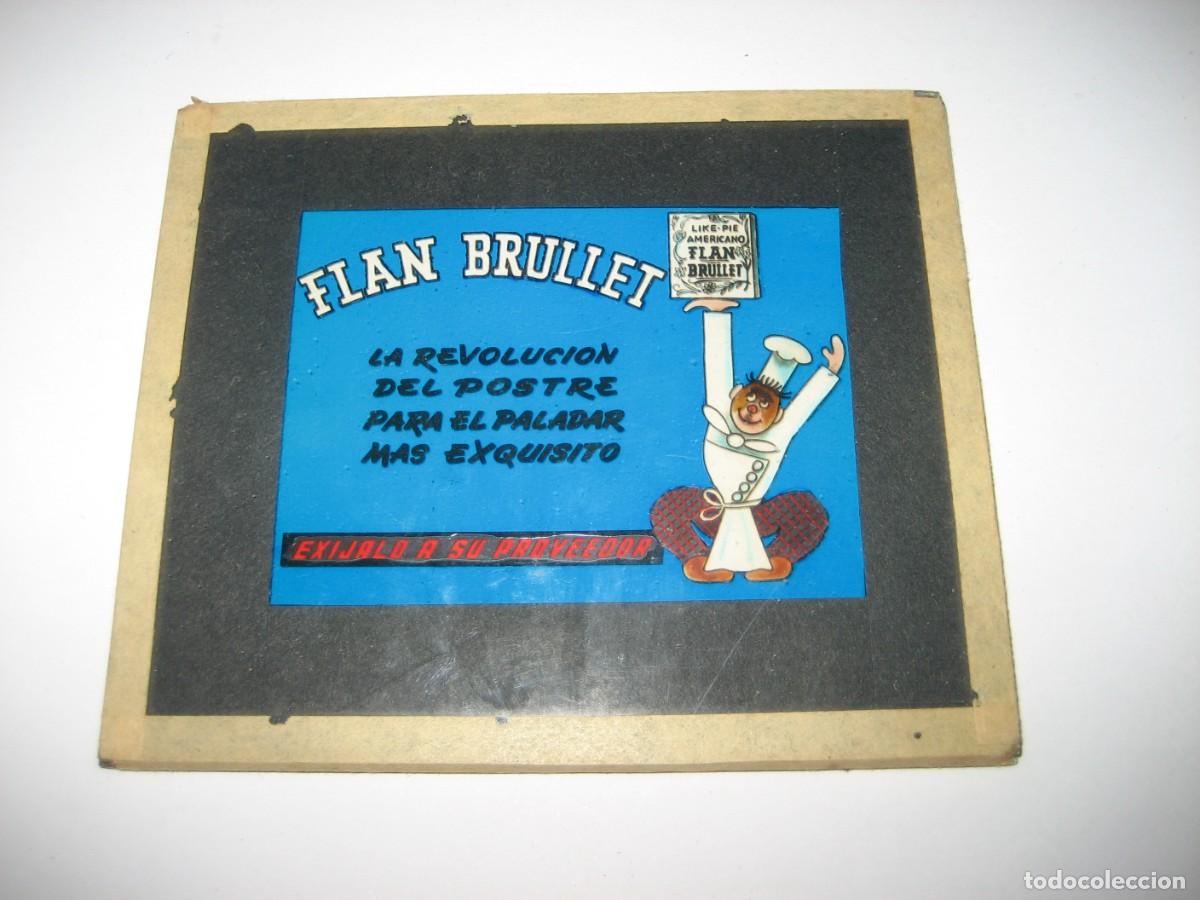 FLAN BRULLET
LIKE-PIE
AMERICANO
FLAN
BRULLET
LA REVOLUCION
DEL POSTRE
PARA EL PALADAR
MAS EXQUISITO
EXIJALO A SU PROVEEDOR
todocoleccion